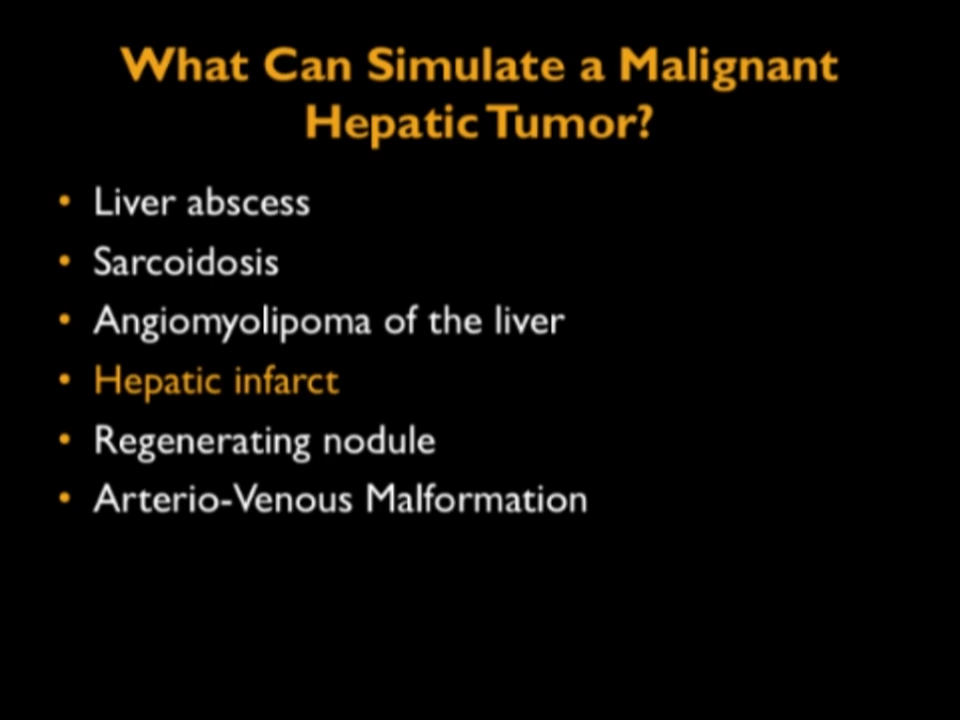 What Can Simulate a Malignant
Hepatic Tumor?
• Liver abscess
• Sarcoidosis
• Angiomyolipoma of the liver
• Hepatic infarct
• Regenerating nodule
• Arterio-Venous Malformation